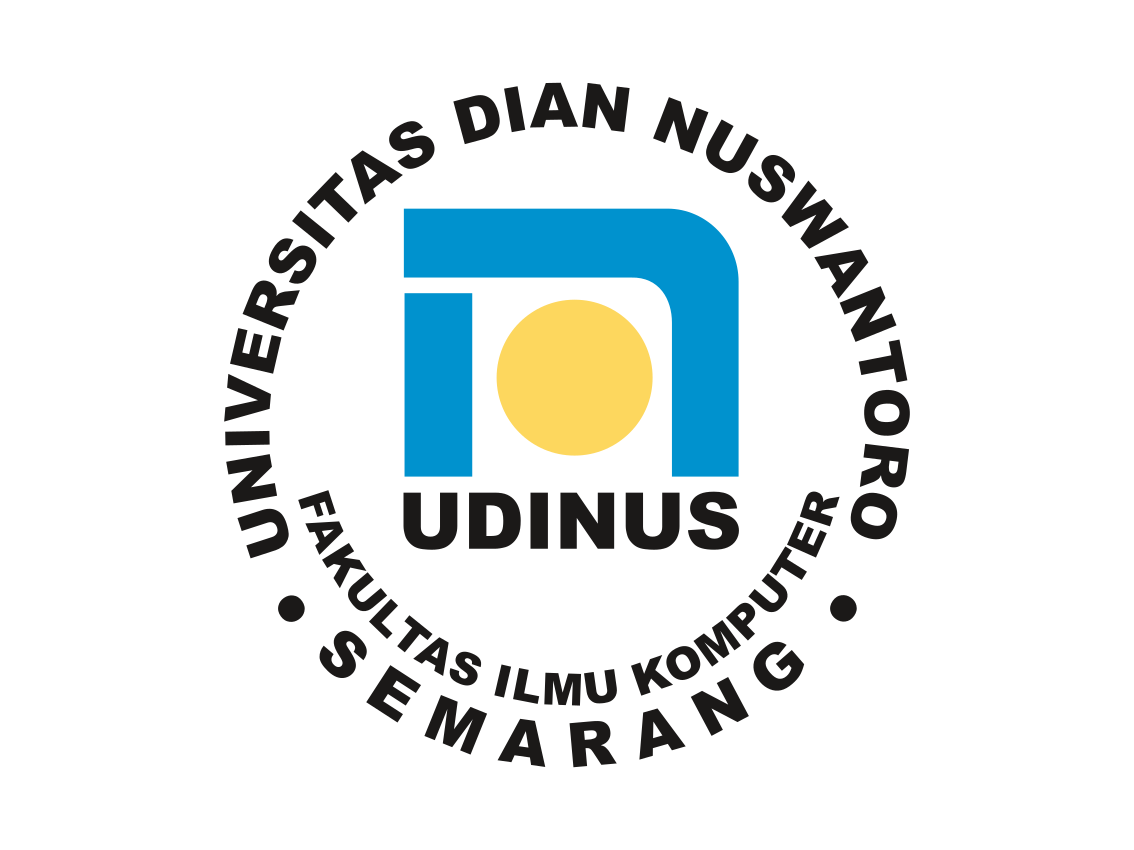 UNIVERSITAS DIAN NUSWANTORO
UDINUS
FAKULTAS ILMU KOMPUTER
• SEMARANG •